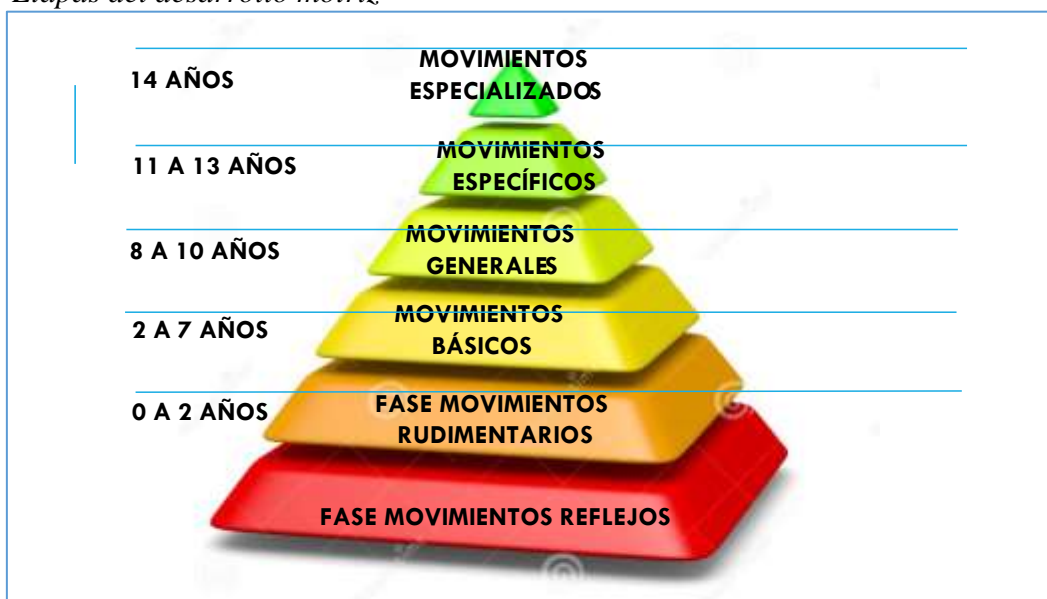 Etapas del desarrollo motriz
14 AÑOS
MOVIMIENTOS
ESPECIALIZADOS
11 A 13 AÑOS
MOVIMIENTOS
ESPECÍFICOS
8 A 10 AÑOS
MOVIMIENTOS
GENERALES
2 A 7 AÑOS
MOVIMIENTOS
BÁSICOS
0 A 2 AÑOS
FASE MOVIMIENTOS
RUDIMENTARIOS
FASE MOVIMIENTOS REFLEJOS